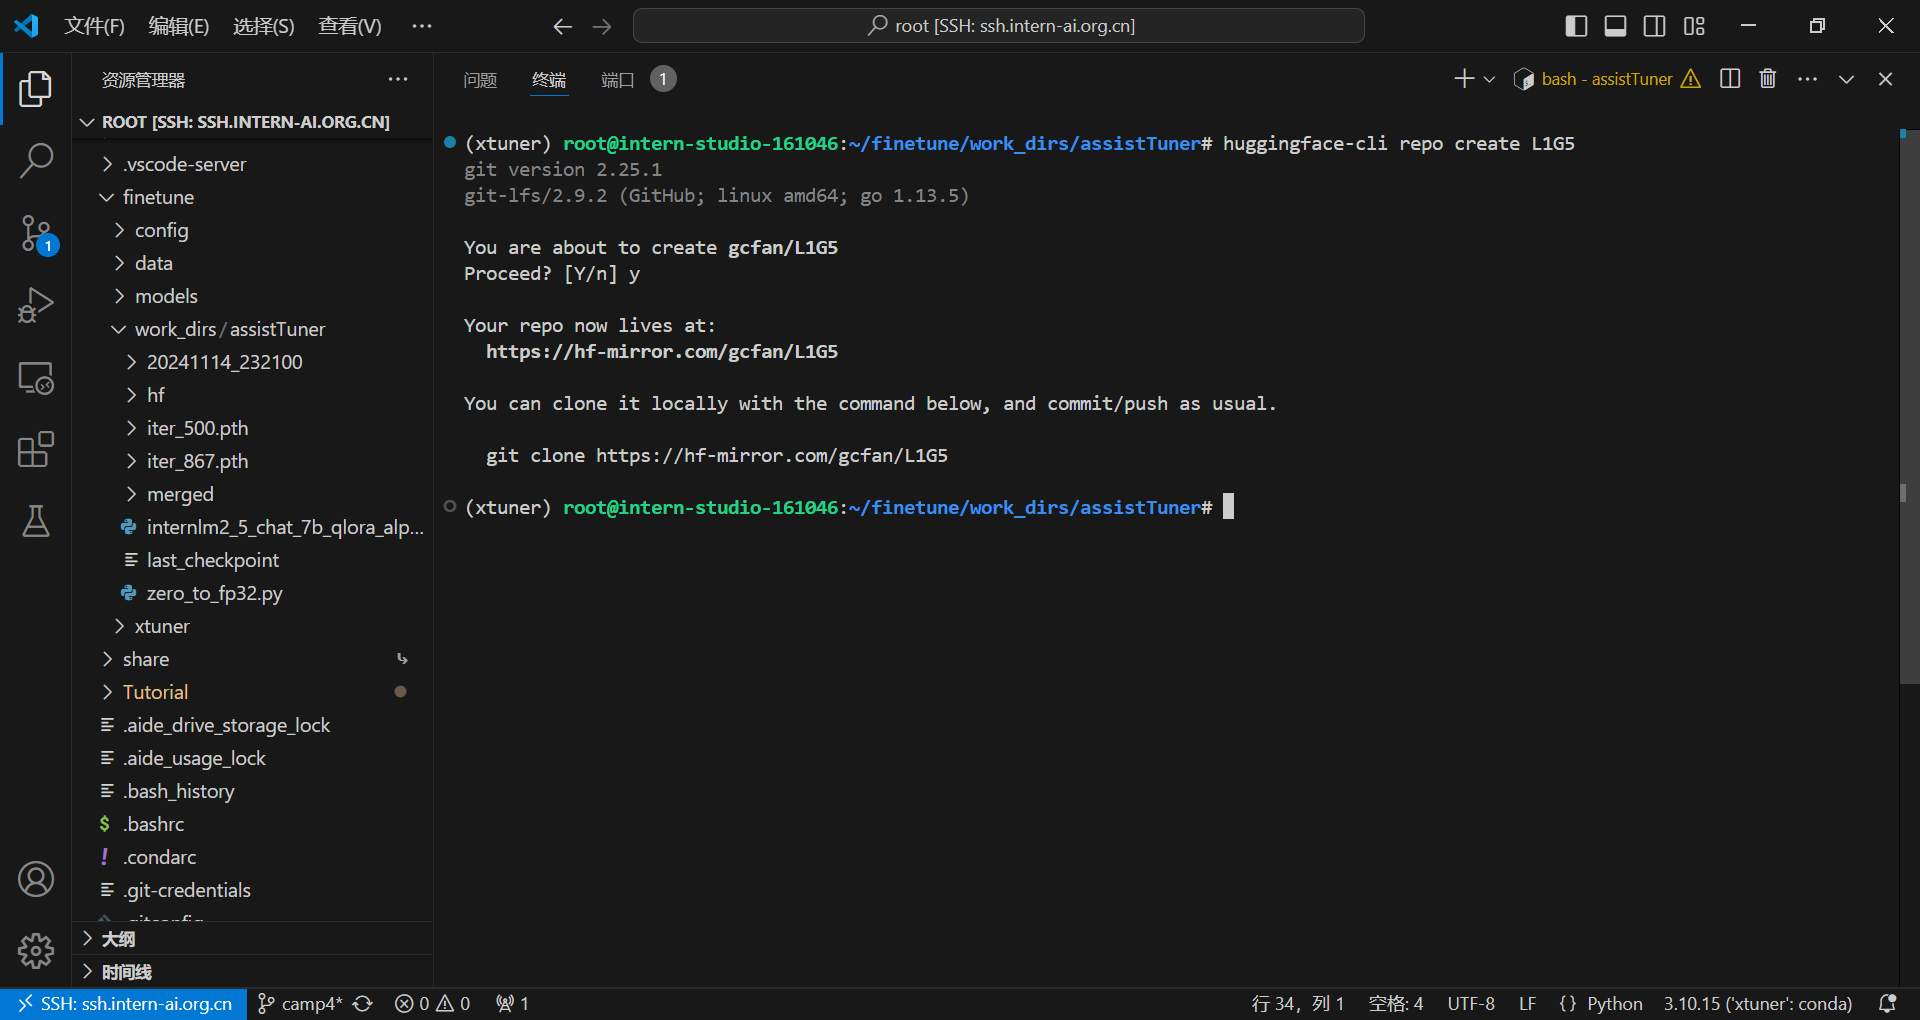 文件(F) 编辑(E) 选择(S) 查看(V) ··· root [SSH: ssh.intern-ai.org.cn]
资源管理器
ROOT [SSH: SSH.INTERN-AI.ORG.CN]
.vscode-server
finetune
config
data
models
work_dirs/assistTuner
20241114_232100
hf
iter_500.pth
iter_867.pth
merged
internlm2_5_chat_7b_qlora_alp...
last_checkpoint
zero_to_fp32.py
xtuner
share
Tutorial
.aide_drive_storage_lock
.aide_usage_lock
.bash_history
.bashrc
.condarc
.git-credentials
.gitconfig
大纲
时间线
1
问题 终端 端口 1
bash - assistTuner
(xtuner) root@intern-studio-161046:~/finetune/work_dirs/assistTuner# huggingface-cli repo create L1G5
git version 2.25.1
git-lfs/2.9.2 (GitHub; linux amd64; go 1.13.5)
You are about to create gcfan/L1G5
Proceed? [Y/n] y
Your repo now lives at:
https://hf-mirror.com/gcfan/L1G5
You can clone it locally with the command below, and commit/push as usual.
git clone https://hf-mirror.com/gcfan/L1G5
(xtuner) root@intern-studio-161046:~/finetune/work_dirs/assistTuner#
SSH: ssh.intern-ai.org.cn camp4* 0 0 1 行 34，列 1 空格: 4 UTF-8 LF {} Python 3.10.15 ('xtuner': conda)